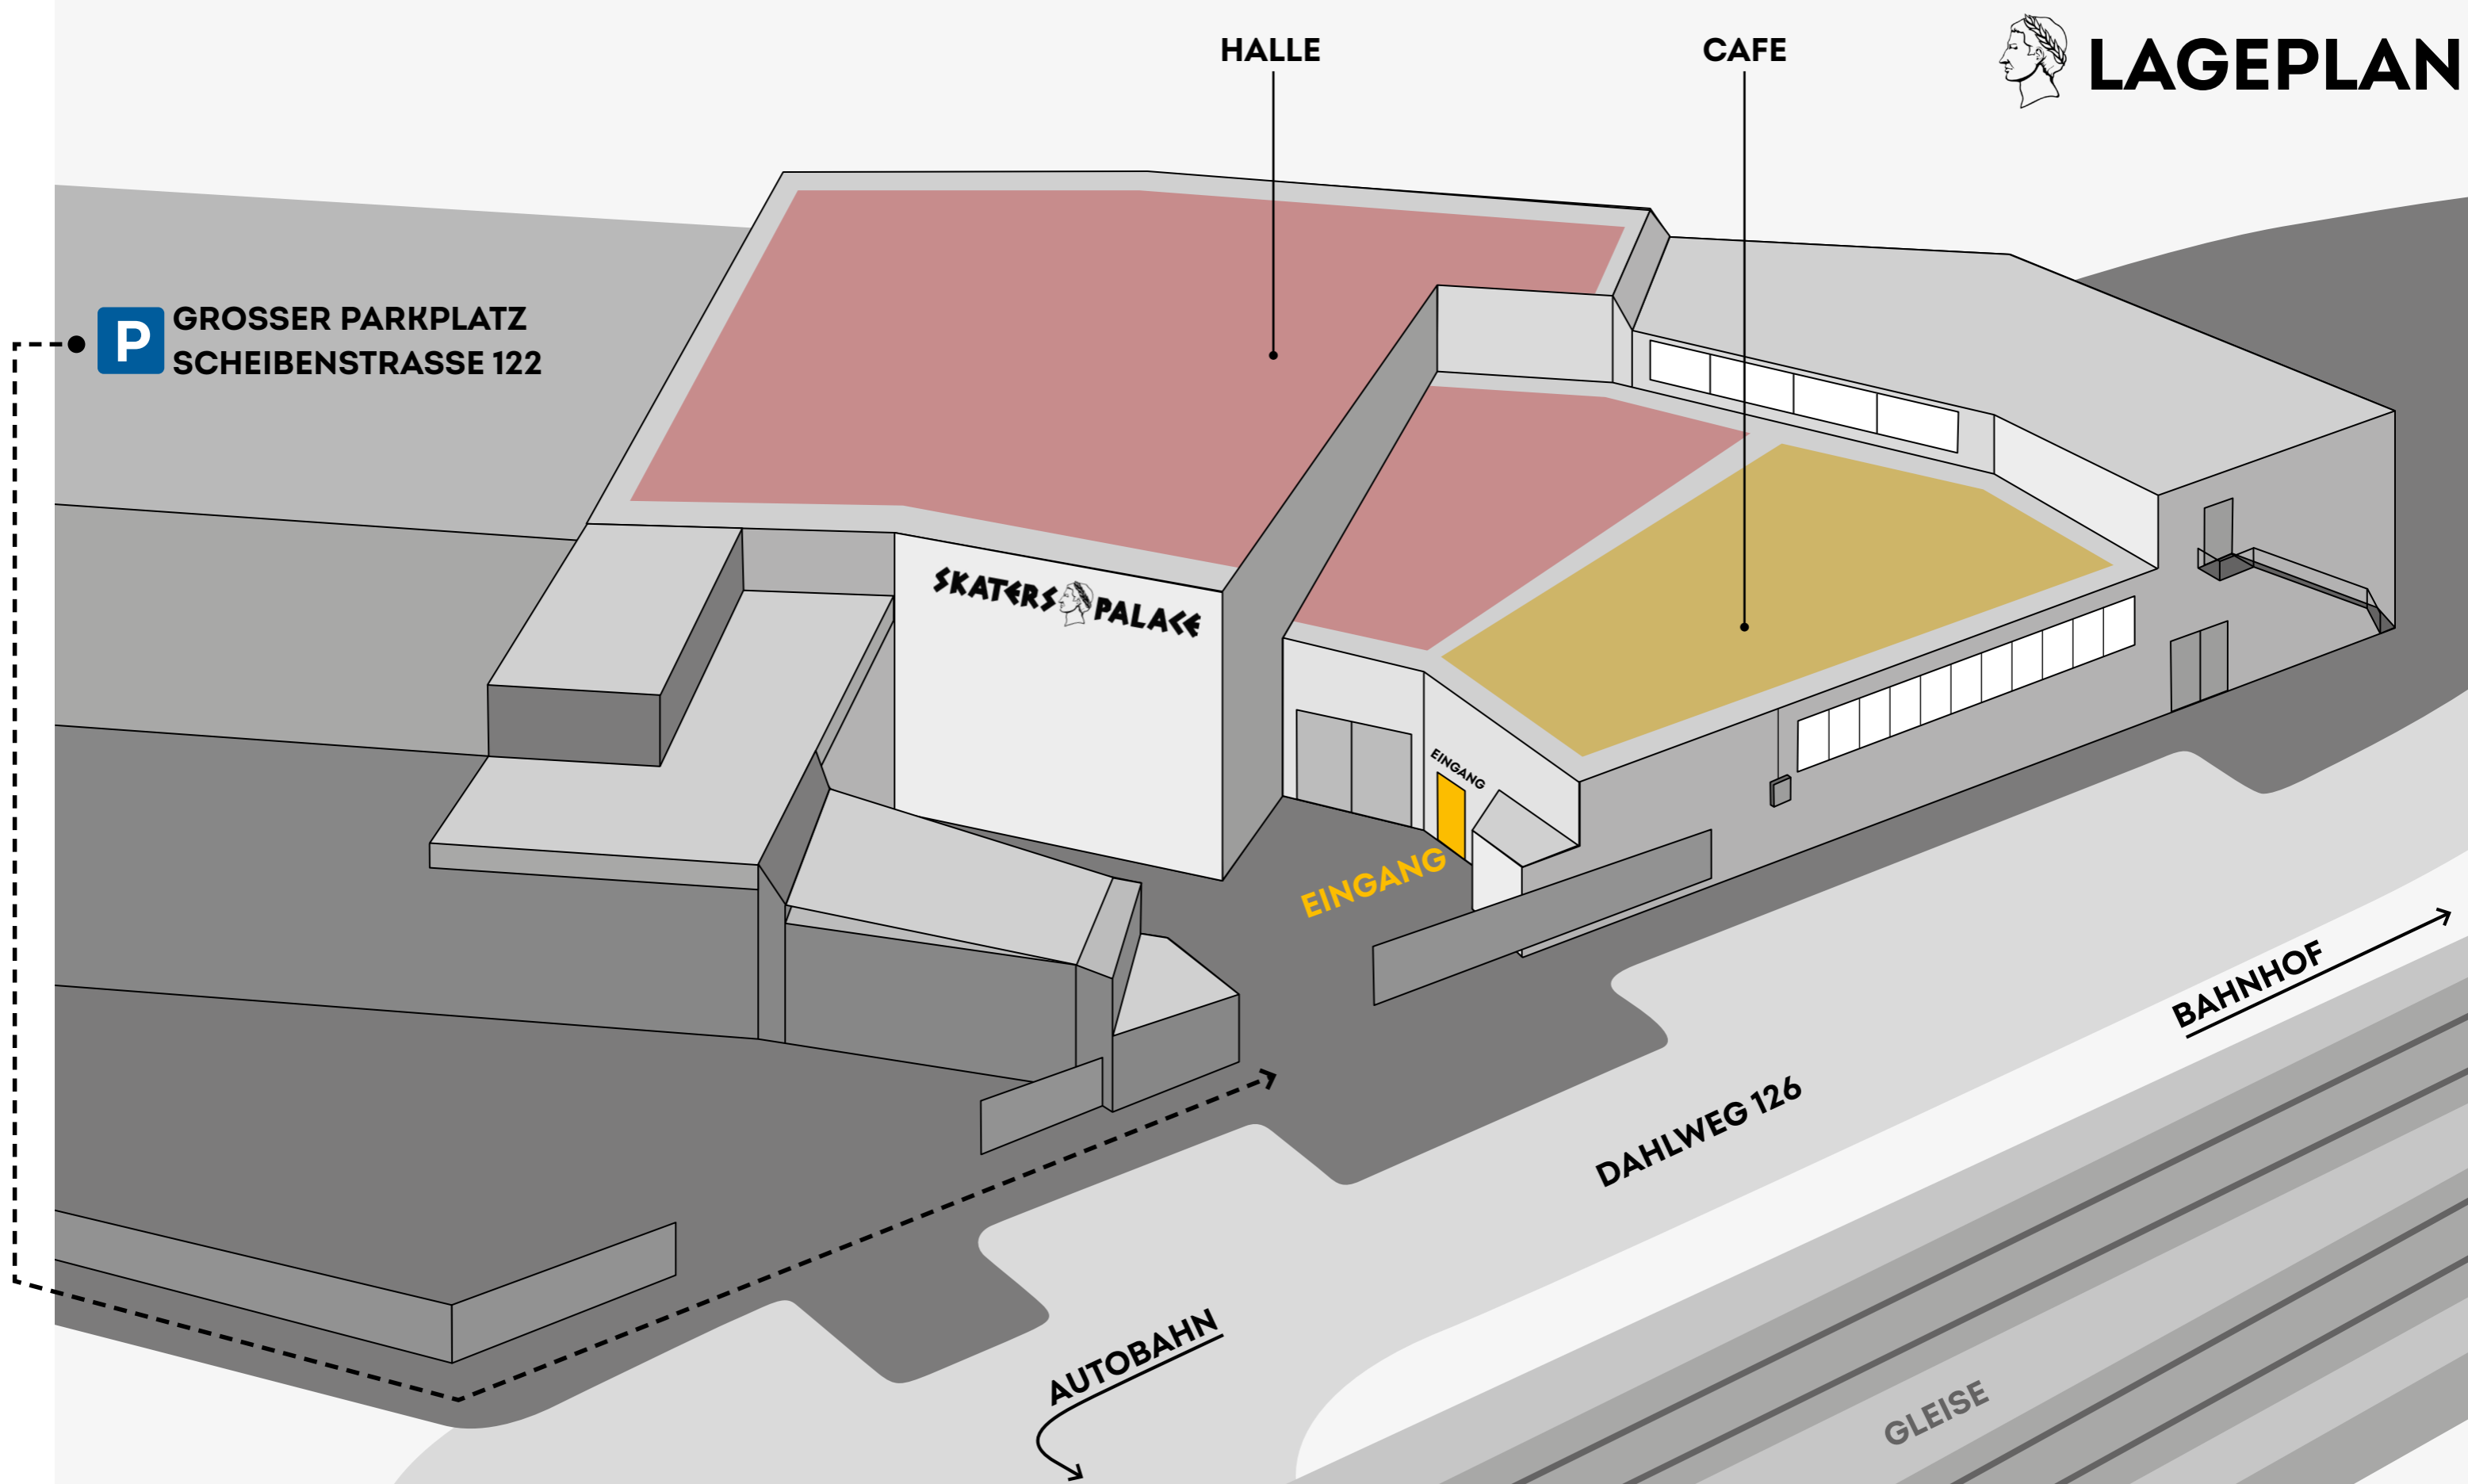 HALLE
CAFE
LAGEPLAN
P
GROSSER PARKPLATZ
SCHEIBENSTRASSE 122
SKATERS PALACE
EINGANG
EINGANG
BAHNHOF
DAHLWEG 126
AUTOBAHN
GLEISE